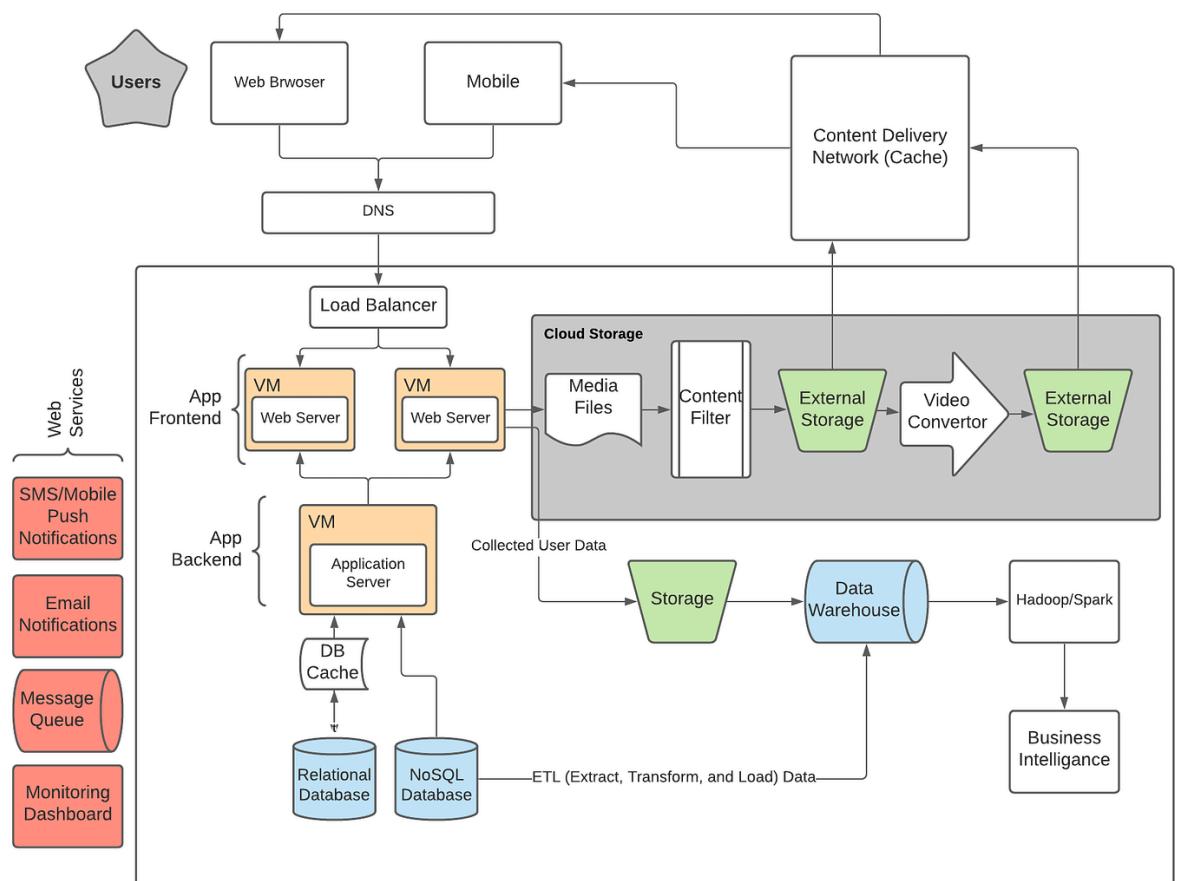 Users
Web Brwoser
Mobile
Content Delivery
Network (Cache)
DNS
Load Balancer
Cloud Storage
App
Frontend
VM
Web Server
VM
Web Server
Media
Files
Content
Filter
External
Storage
Video
Convertor
External
Storage
Web
Services
SMS/Mobile
Push
Notifications
Email
Notifications
Message
Queue
Monitoring
Dashboard
App
Backend
VM
Application
Server
Collected User Data
Storage
Data
Warehouse
Hadoop/Spark
DB
Cache
Relational
Database
NoSQL
Database
ETL (Extract, Transform, and Load) Data
Business
Intelligance